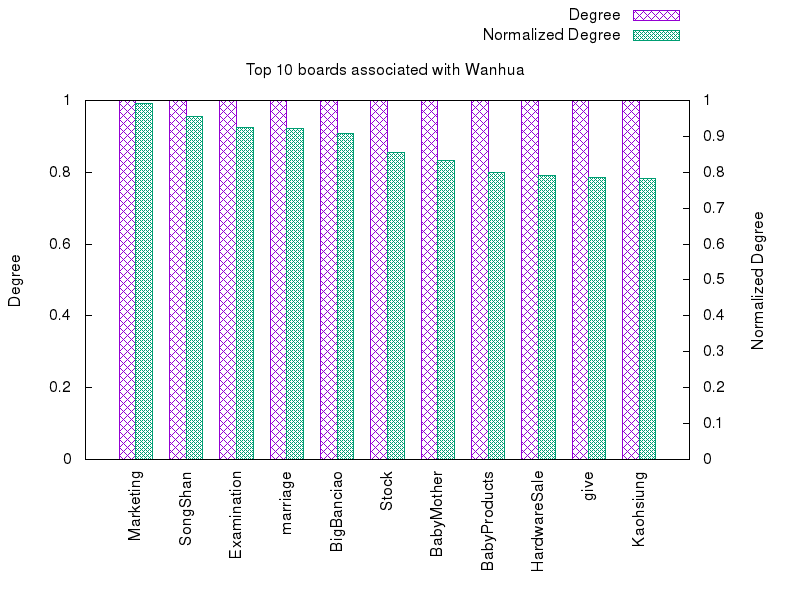 Degree
Normalized Degree
Top 10 boards associated with Wanhua
1
0.8
0.6
0.4
0.2
0
1
0.9
0.8
0.7
0.6
0.5
0.4
0.3
0.2
0.1
0
Degree
Normalized Degree
Marketing
SongShan
Examination
marriage
BigBanciao
Stock
BabyMother
BabyProducts
HardwareSale
give
Kaohsiung